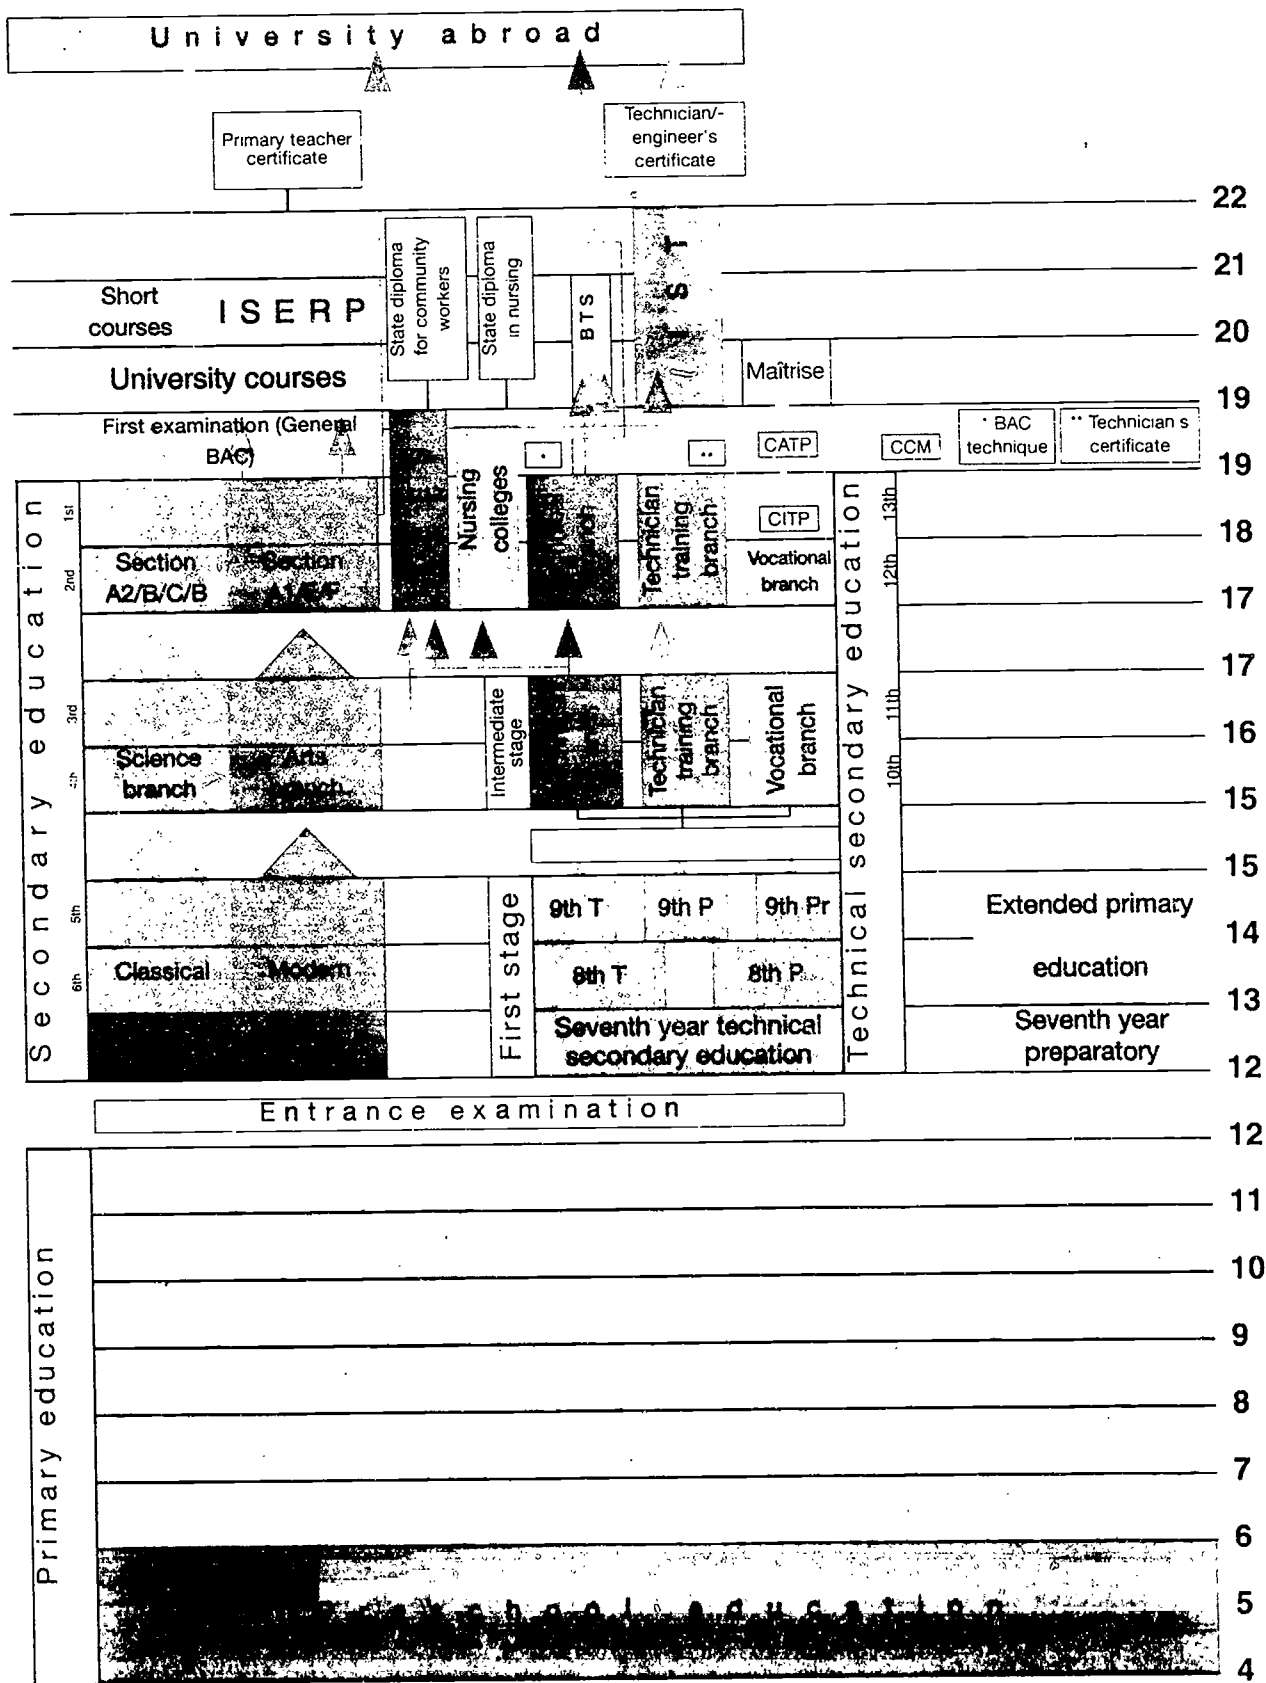 University abroad
Primary teacher
certificate
Technician/-
engineer's
certificate
22
State diploma
for community
workers
State diploma
in nursing
I S T
21
Short
courses
ISERP
BTS
20
University courses
Maîtrise
19
First examination (General
BAC)
·
··
CATP
CCM
· BAC
technique
·· Technician s
certificate
19
Secondary education
1st
Nursing
colleges
Technician
training
branch
CITP
Technical secondary education
13th
18
2nd
Section
A2/B/C/B
Section
A1/E/F
Vocational
branch
12th
17
17
3rd
Intermediate
stage
Technician
training
branch
Vocational
branch
11th
16
4th
Science
branch
Arts
branch
10th
15
15
5th
First stage
9th T
9th P
9th Pr
Extended primary
14
6th
Classical
Modern
8th T
8th P
education
13
Seventh year technical
secondary education
Seventh year
preparatory
12
Entrance examination
12
Primary education
11
10
9
8
7
6
5
4